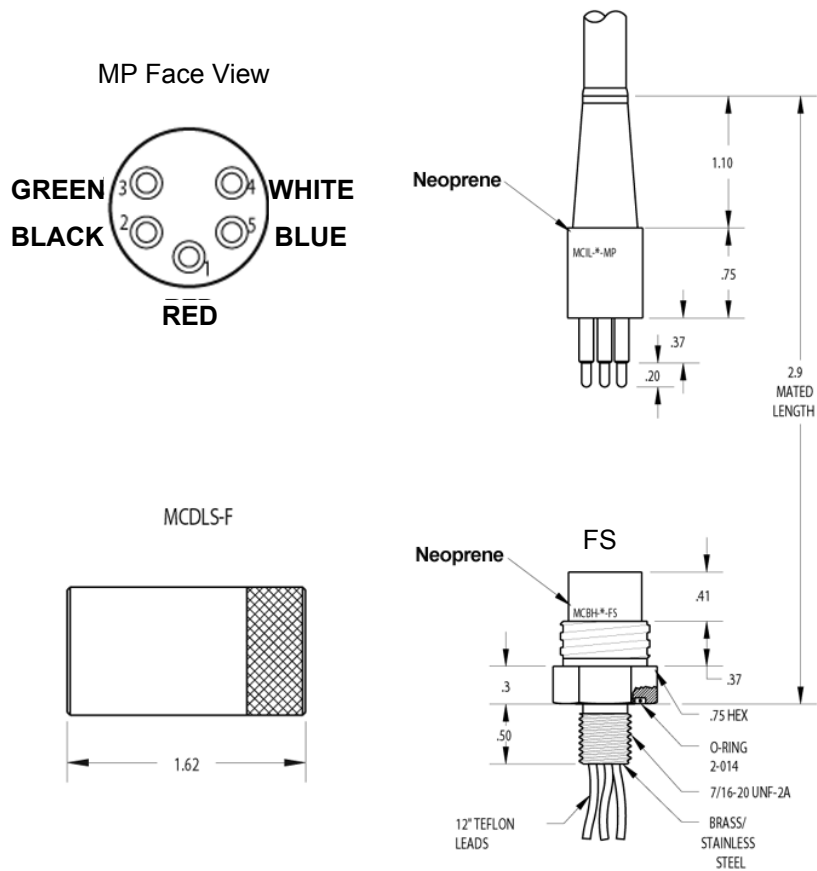 MP Face View
GREEN 3 4 WHITE
BLACK 2 5 BLUE
1
RED
Neoprene
MCIL-*-MP
1.10
.75
.37
.20
2.9
MATED
LENGTH
MCDLS-F
1.62
FS
Neoprene
MCBH-*-FS
.41
.37
.3
.50
.75 HEX
O-RING
2-014
7/16-20 UNF-2A
BRASS/
STAINLESS
STEEL
12" TEFLON
LEADS